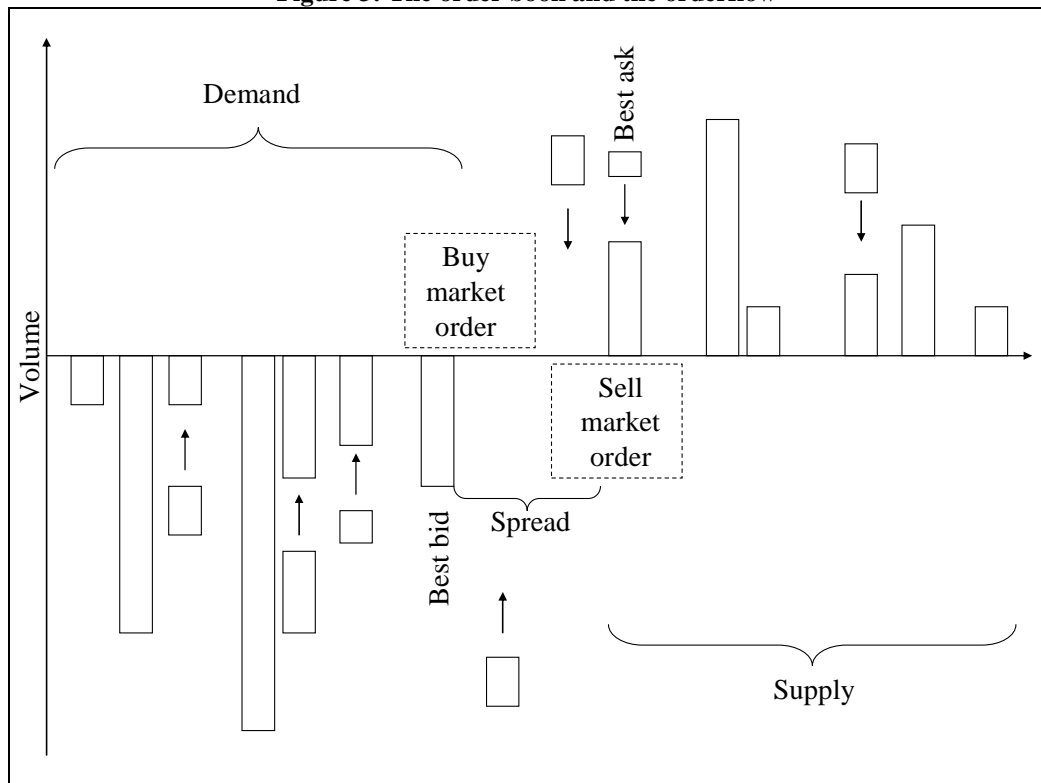 Figure 3: The order book and the orderflow
Demand
Best ask
Buy
market
order
Volume
Sell
market
order
Best bid
Spread
Supply